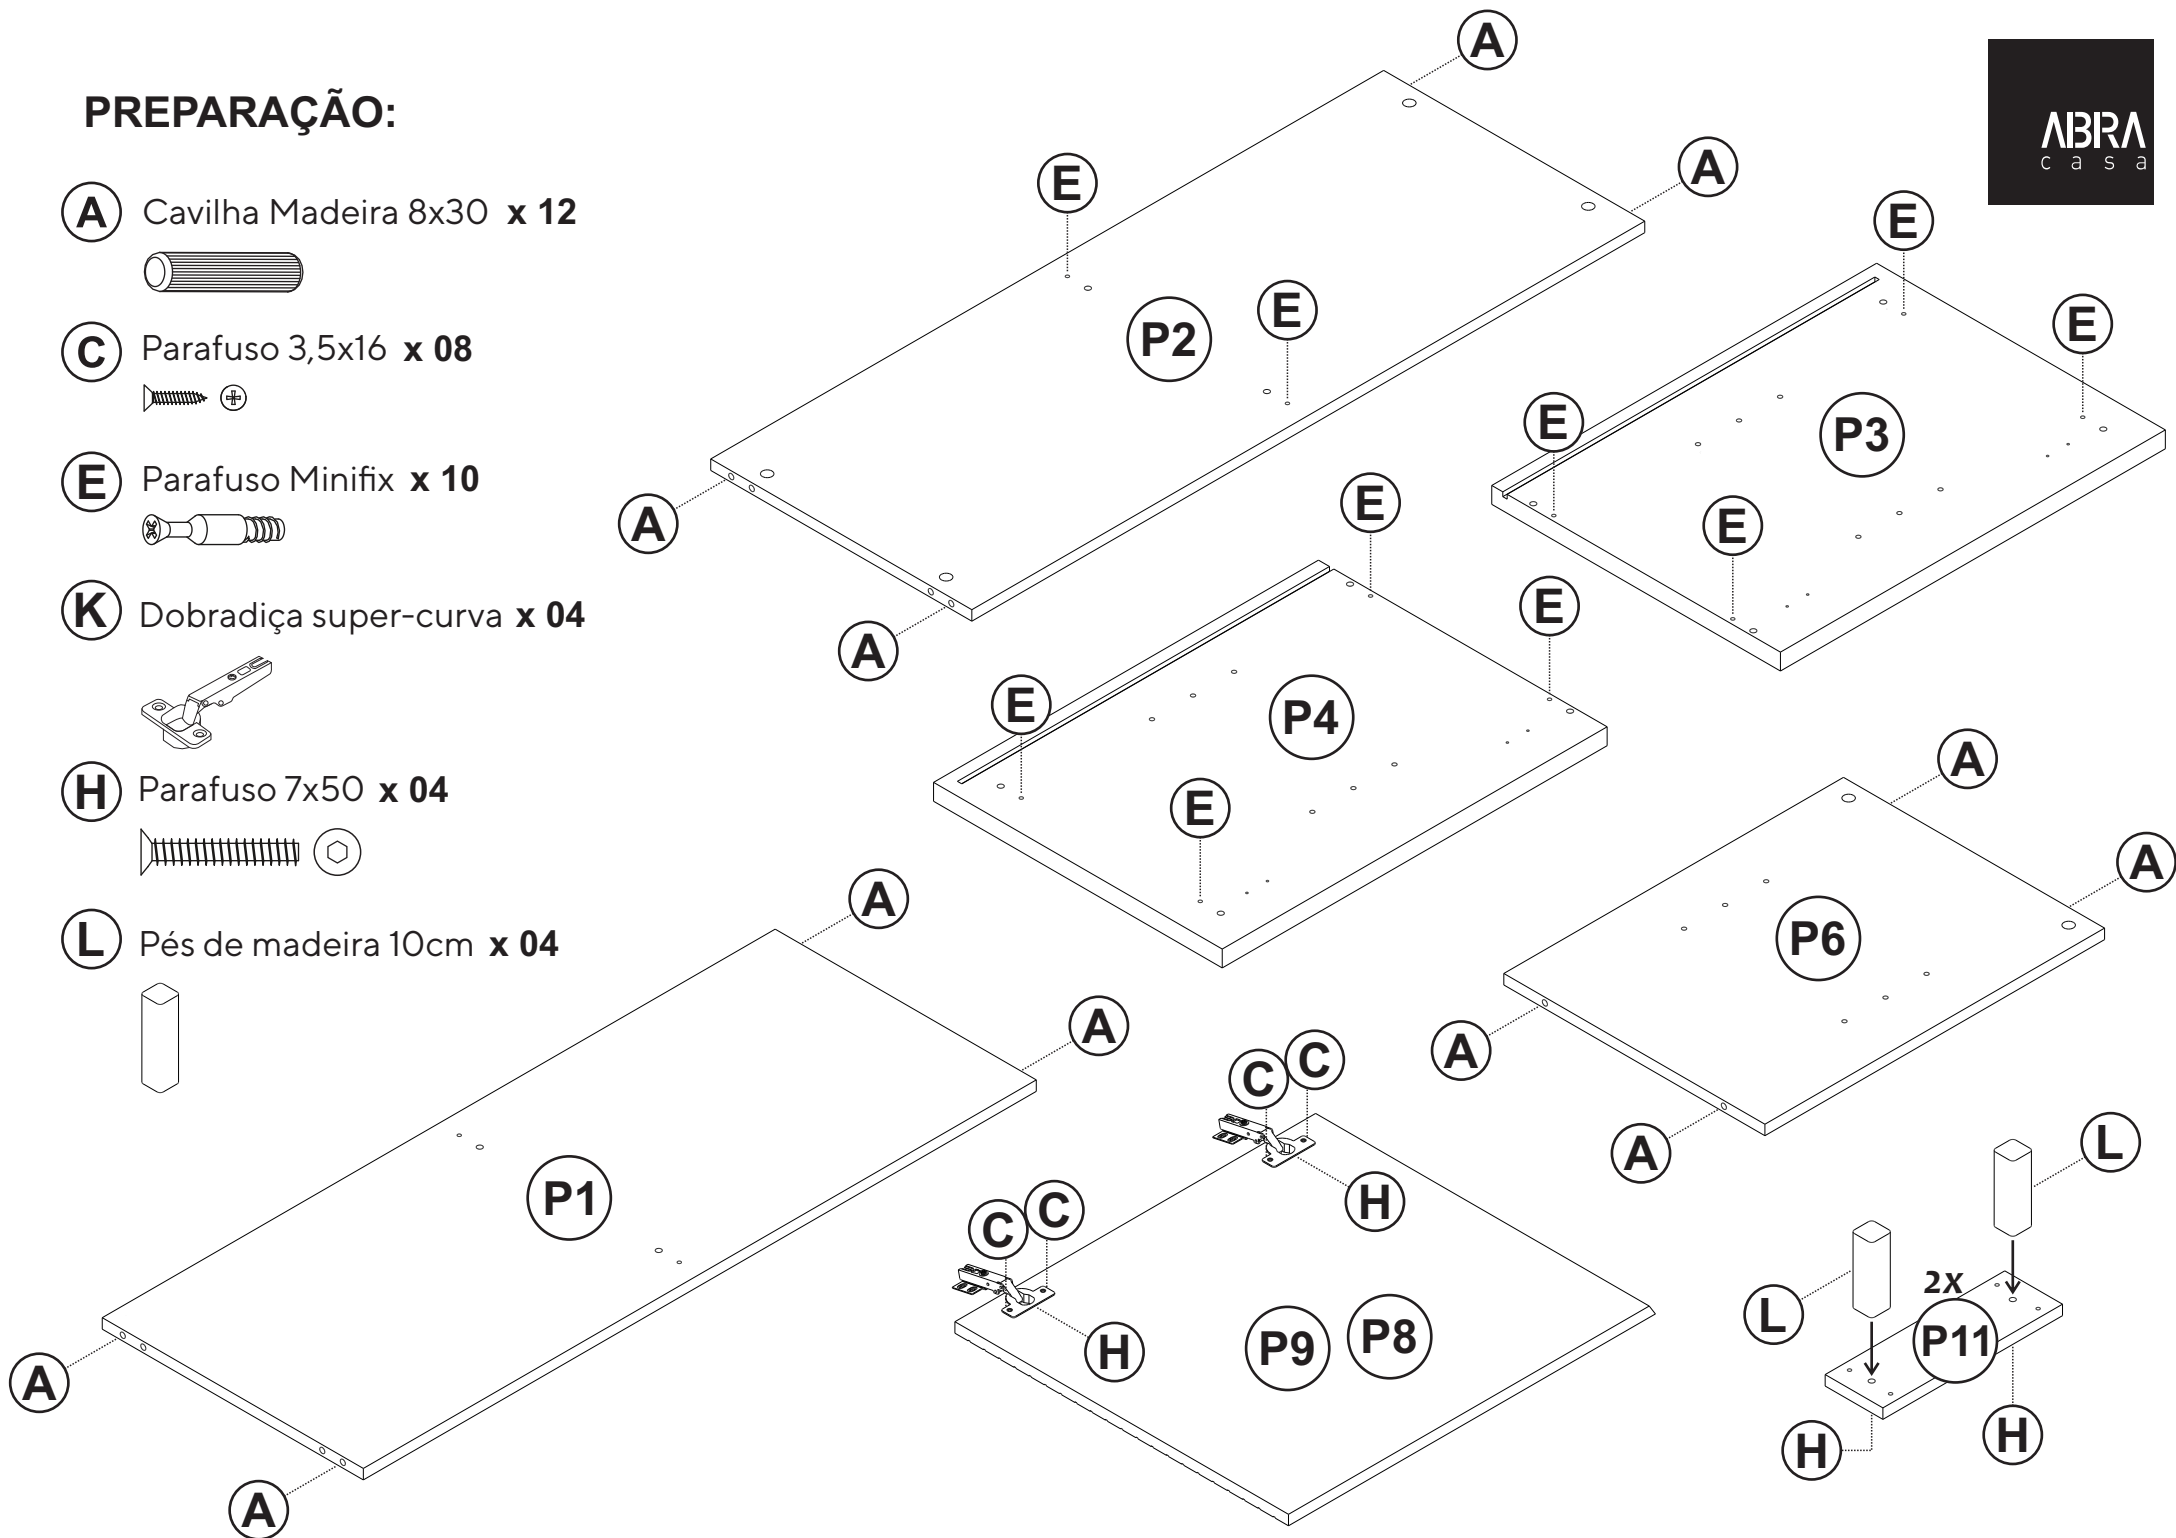 PREPARAÇÃO:
A Cavilha Madeira 8x30 x 12
C Parafuso 3,5x16 x 08
E Parafuso Minifix x 10
K Dobradiça super-curva x 04
H Parafuso 7x50 x 04
L Pés de madeira 10cm x 04
ABRA
casa
A
A
E
E
P2
A
A
E
E
P3
E
E
E
E
P4
E
E
A
A
P6
A
A
A
A
P1
A
A
C
C
H
C
C
H
P9
P8
L
L
2X
P11
H
H